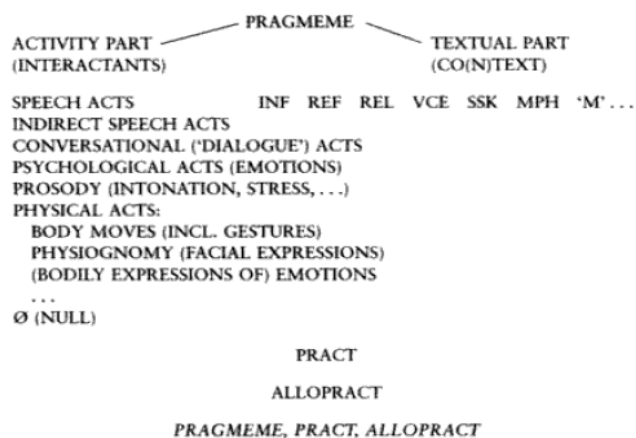 PRAGMEME
ACTIVITY PART TEXTUAL PART
(INTERACTANTS) (CO(N)TEXT)
SPEECH ACTS INF REF REL VCE SSK MPH ‘M’ . . .
INDIRECT SPEECH ACTS
CONVERSATIONAL (‘DIALOGUE’) ACTS
PSYCHOLOGICAL ACTS (EMOTIONS)
PROSODY (INTONATION, STRESS, . . .)
PHYSICAL ACTS:
BODY MOVES (INCL. GESTURES)
PHYSIOGNOMY (FACIAL EXPRESSIONS)
(BODILY EXPRESSIONS OF) EMOTIONS
. . .
Ø (NULL)
PRACT
ALLOPRACT
PRAGMEME, PRACT, ALLOPRACT